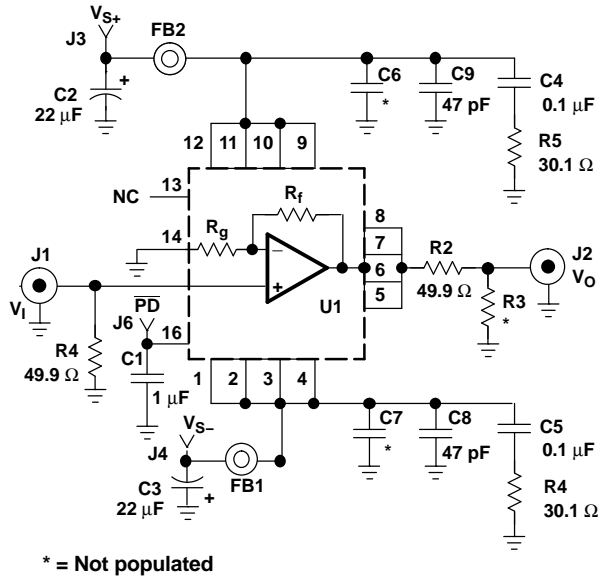 VS+
J3
FB2
C2
+
22 µF
C6
*
C9
47 pF
C4
0.1 µF
R5
30.1 Ω
12
11
10
9
NC
13
Rf
Rg
14
−
+
U1
8
7
6
5
R2
49.9 Ω
R3
*
J2
VO
J1
VI
R4
49.9 Ω
PD
J6
16
C1
1 µF
1
2
3
4
VS−
J4
C3
+
22 µF
FB1
C7
*
C8
47 pF
C5
0.1 µF
R4
30.1 Ω
* = Not populated